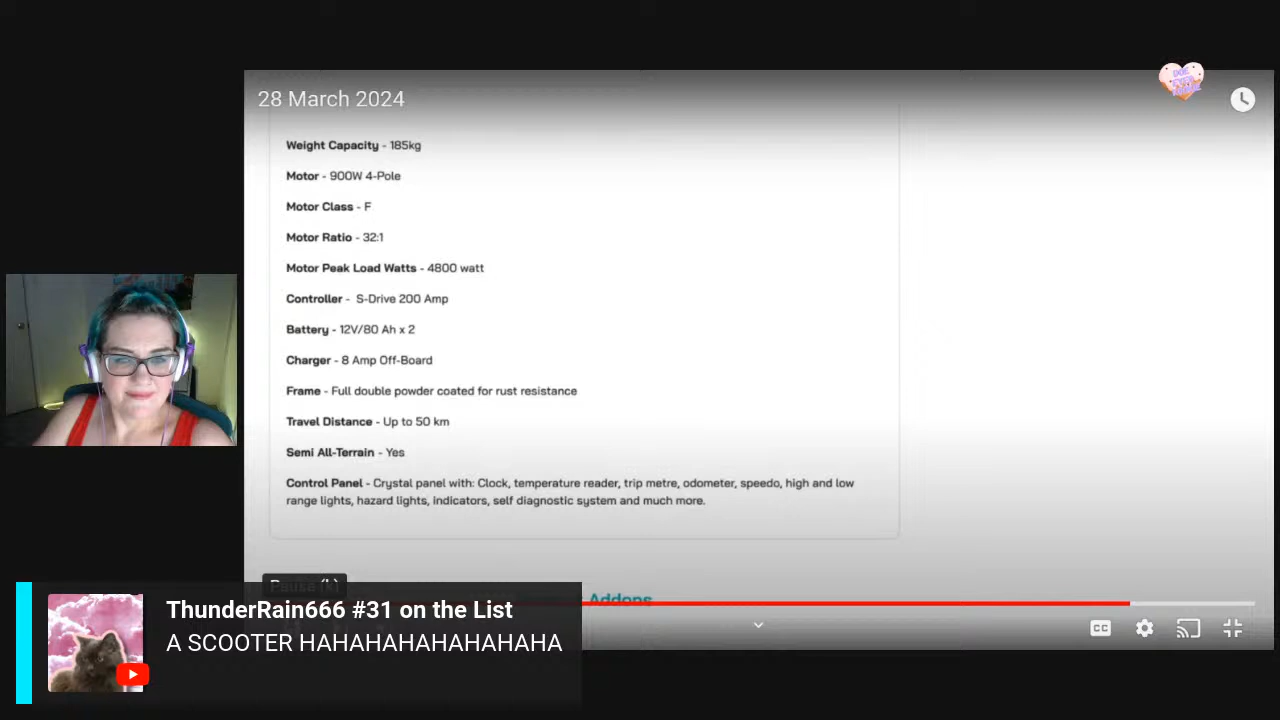 28 March 2024
Weight Capacity - 185kg
Motor - 900W 4-Pole
Motor Class - F
Motor Ratio - 32:1
Motor Peak Load Watts - 4800 watt
Controller - S-Drive 200 Amp
Battery - 12V/80 Ah x 2
Charger - 8 Amp Off-Board
Frame - Full double powder coated for rust resistance
Travel Distance - Up to 50 km
Semi All-Terrain - Yes
Control Panel - Crystal panel with: Clock, temperature reader, trip metre, odometer, speedo, high and low
range lights, hazard lights, indicators, self diagnostic system and much more.
Pause (k)
Addons
CC
ThunderRain666 #31 on the List
A SCOOTER HAHAHAHAHAHAHAHA